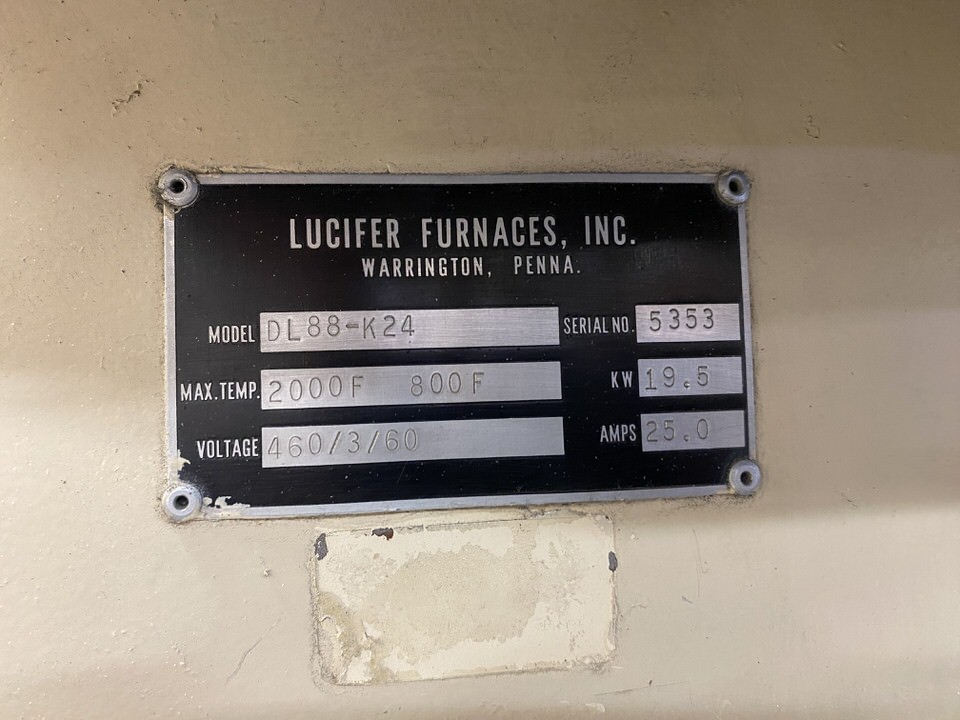 LUCIFER FURNACES, INC.
WARRINGTON, PENNA.
MODEL DL88-K24 SERIAL NO. 5353
MAX. TEMP. 2000F 800F KW 19.5
VOLTAGE 460/3/60 AMPS 25.0